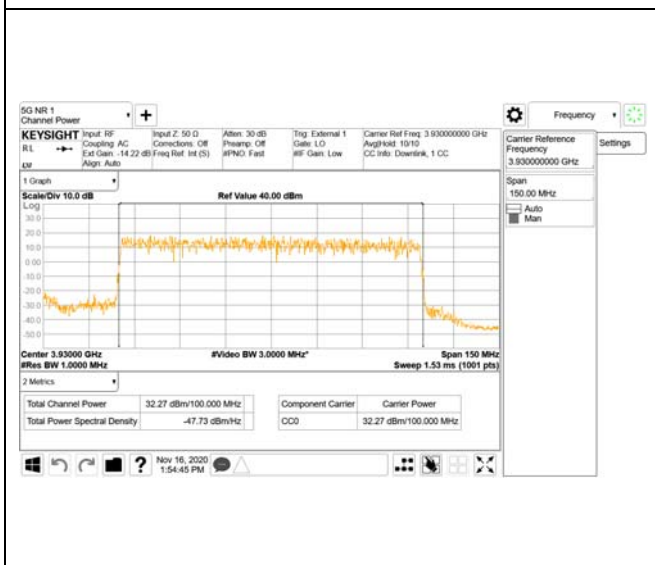 5G NR 1
Channel Power
Frequency
KEYSIGHT
RL
Input: RF
Coupling: AC
Ext Gain: -14.22 dB
Align: Auto
Input Z: 50 Ω
Corrections: Off
Freq Ref: Int (S)
Atten: 30 dB
Preamp: Off
#PNO: Fast
Trig: External 1
Gate: LO
#IF Gain: Low
Carrier Ref Freq: 3.930000000 GHz
Avg|Hold: 10/10
CC Info: Downlink, 1 CC
Carrier Reference
Frequency
3.930000000 GHz
Settings
Span
150.00 MHz
Auto
Man
1 Graph
Scale/Div 10.0 dB
Ref Value 40.00 dBm
Log
30.0
20.0
10.0
0.00
-10.0
-20.0
-30.0
-40.0
-50.0
Center 3.93000 GHz
#Video BW 3.0000 MHz*
Span 150 MHz
#Res BW 1.0000 MHz
Sweep 1.53 ms (1001 pts)
2 Metrics
Total Channel Power 32.27 dBm/100.000 MHz
Total Power Spectral Density -47.73 dBm/Hz
Component Carrier Carrier Power
CC0 32.27 dBm/100.000 MHz
Nov 16, 2020
1:54:45 PM